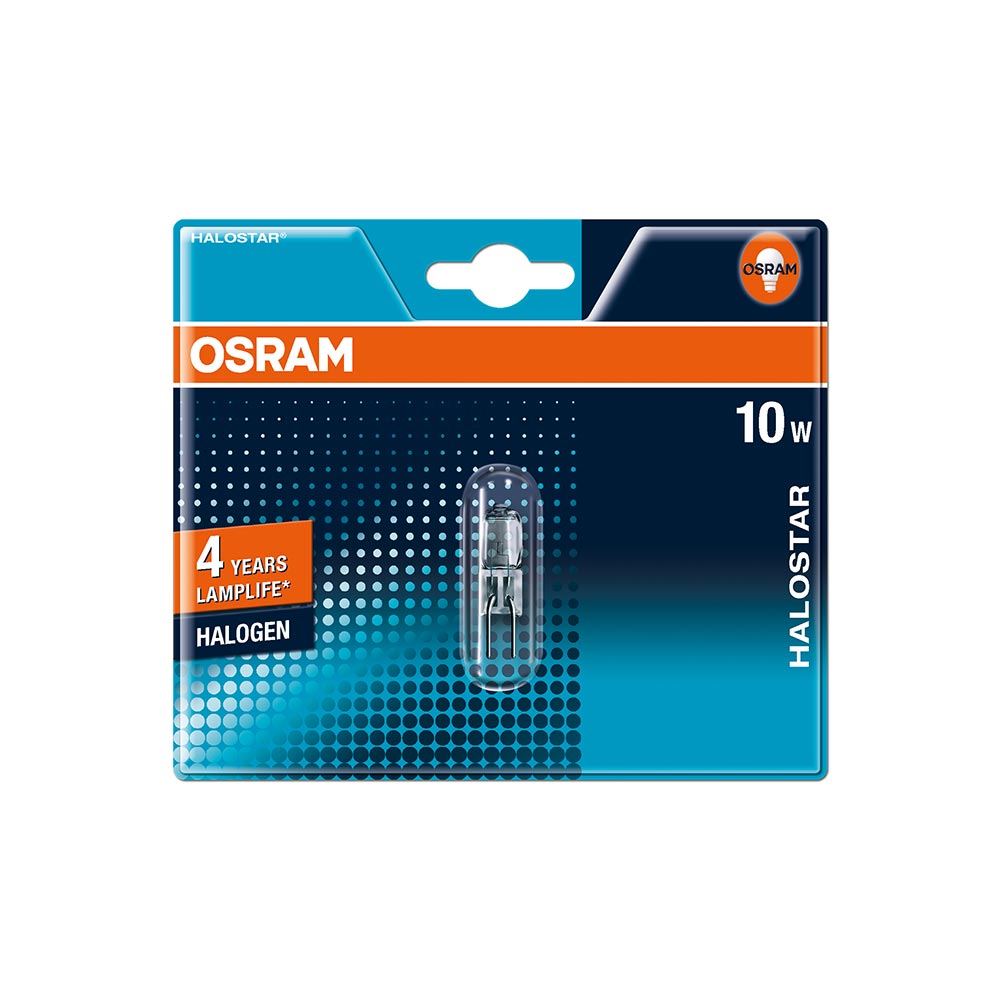 HALOSTAR®
OSRAM
OSRAM
10 W
4 YEARS
LAMPLIFE*
HALOGEN
HALOSTAR